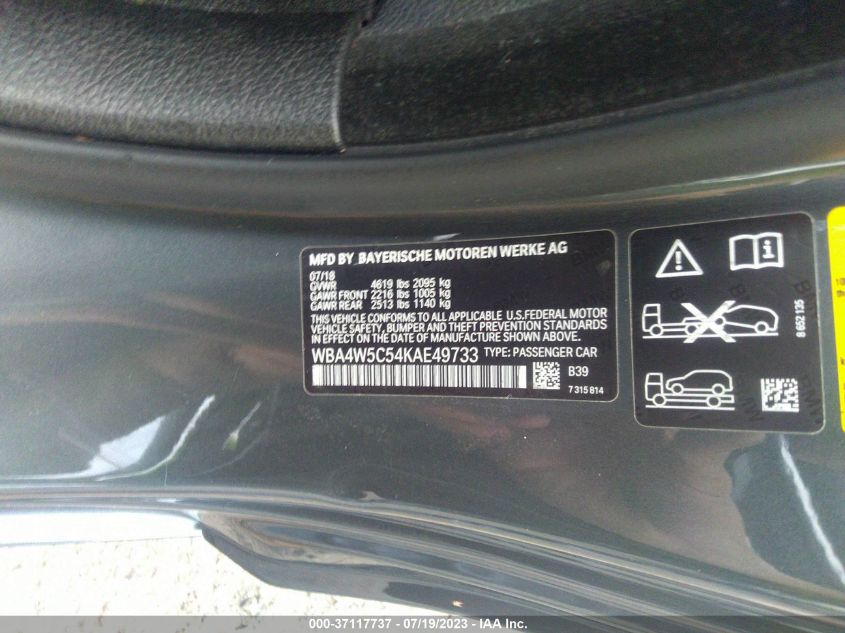 MFD BY BAYERISCHE MOTOREN WERKE AG
07/18
GVWR 4619 lbs 2095 kg
GAWR FRONT 2216 lbs 1005 kg
GAWR REAR 2513 lbs 1140 kg
THIS VEHICLE CONFORMS TO ALL APPLICABLE U.S.FEDERAL MOTOR
VEHICLE SAFETY, BUMPER AND THEFT PREVENTION STANDARDS
IN EFFECT ON THE DATE OF MANUFACTURE SHOWN ABOVE.
WBA4W5C54KAE49733 TYPE: PASSENGER CAR
B39
7 315 814
8 652 135
000-37117737 - 07/19/2023 - IAA Inc.